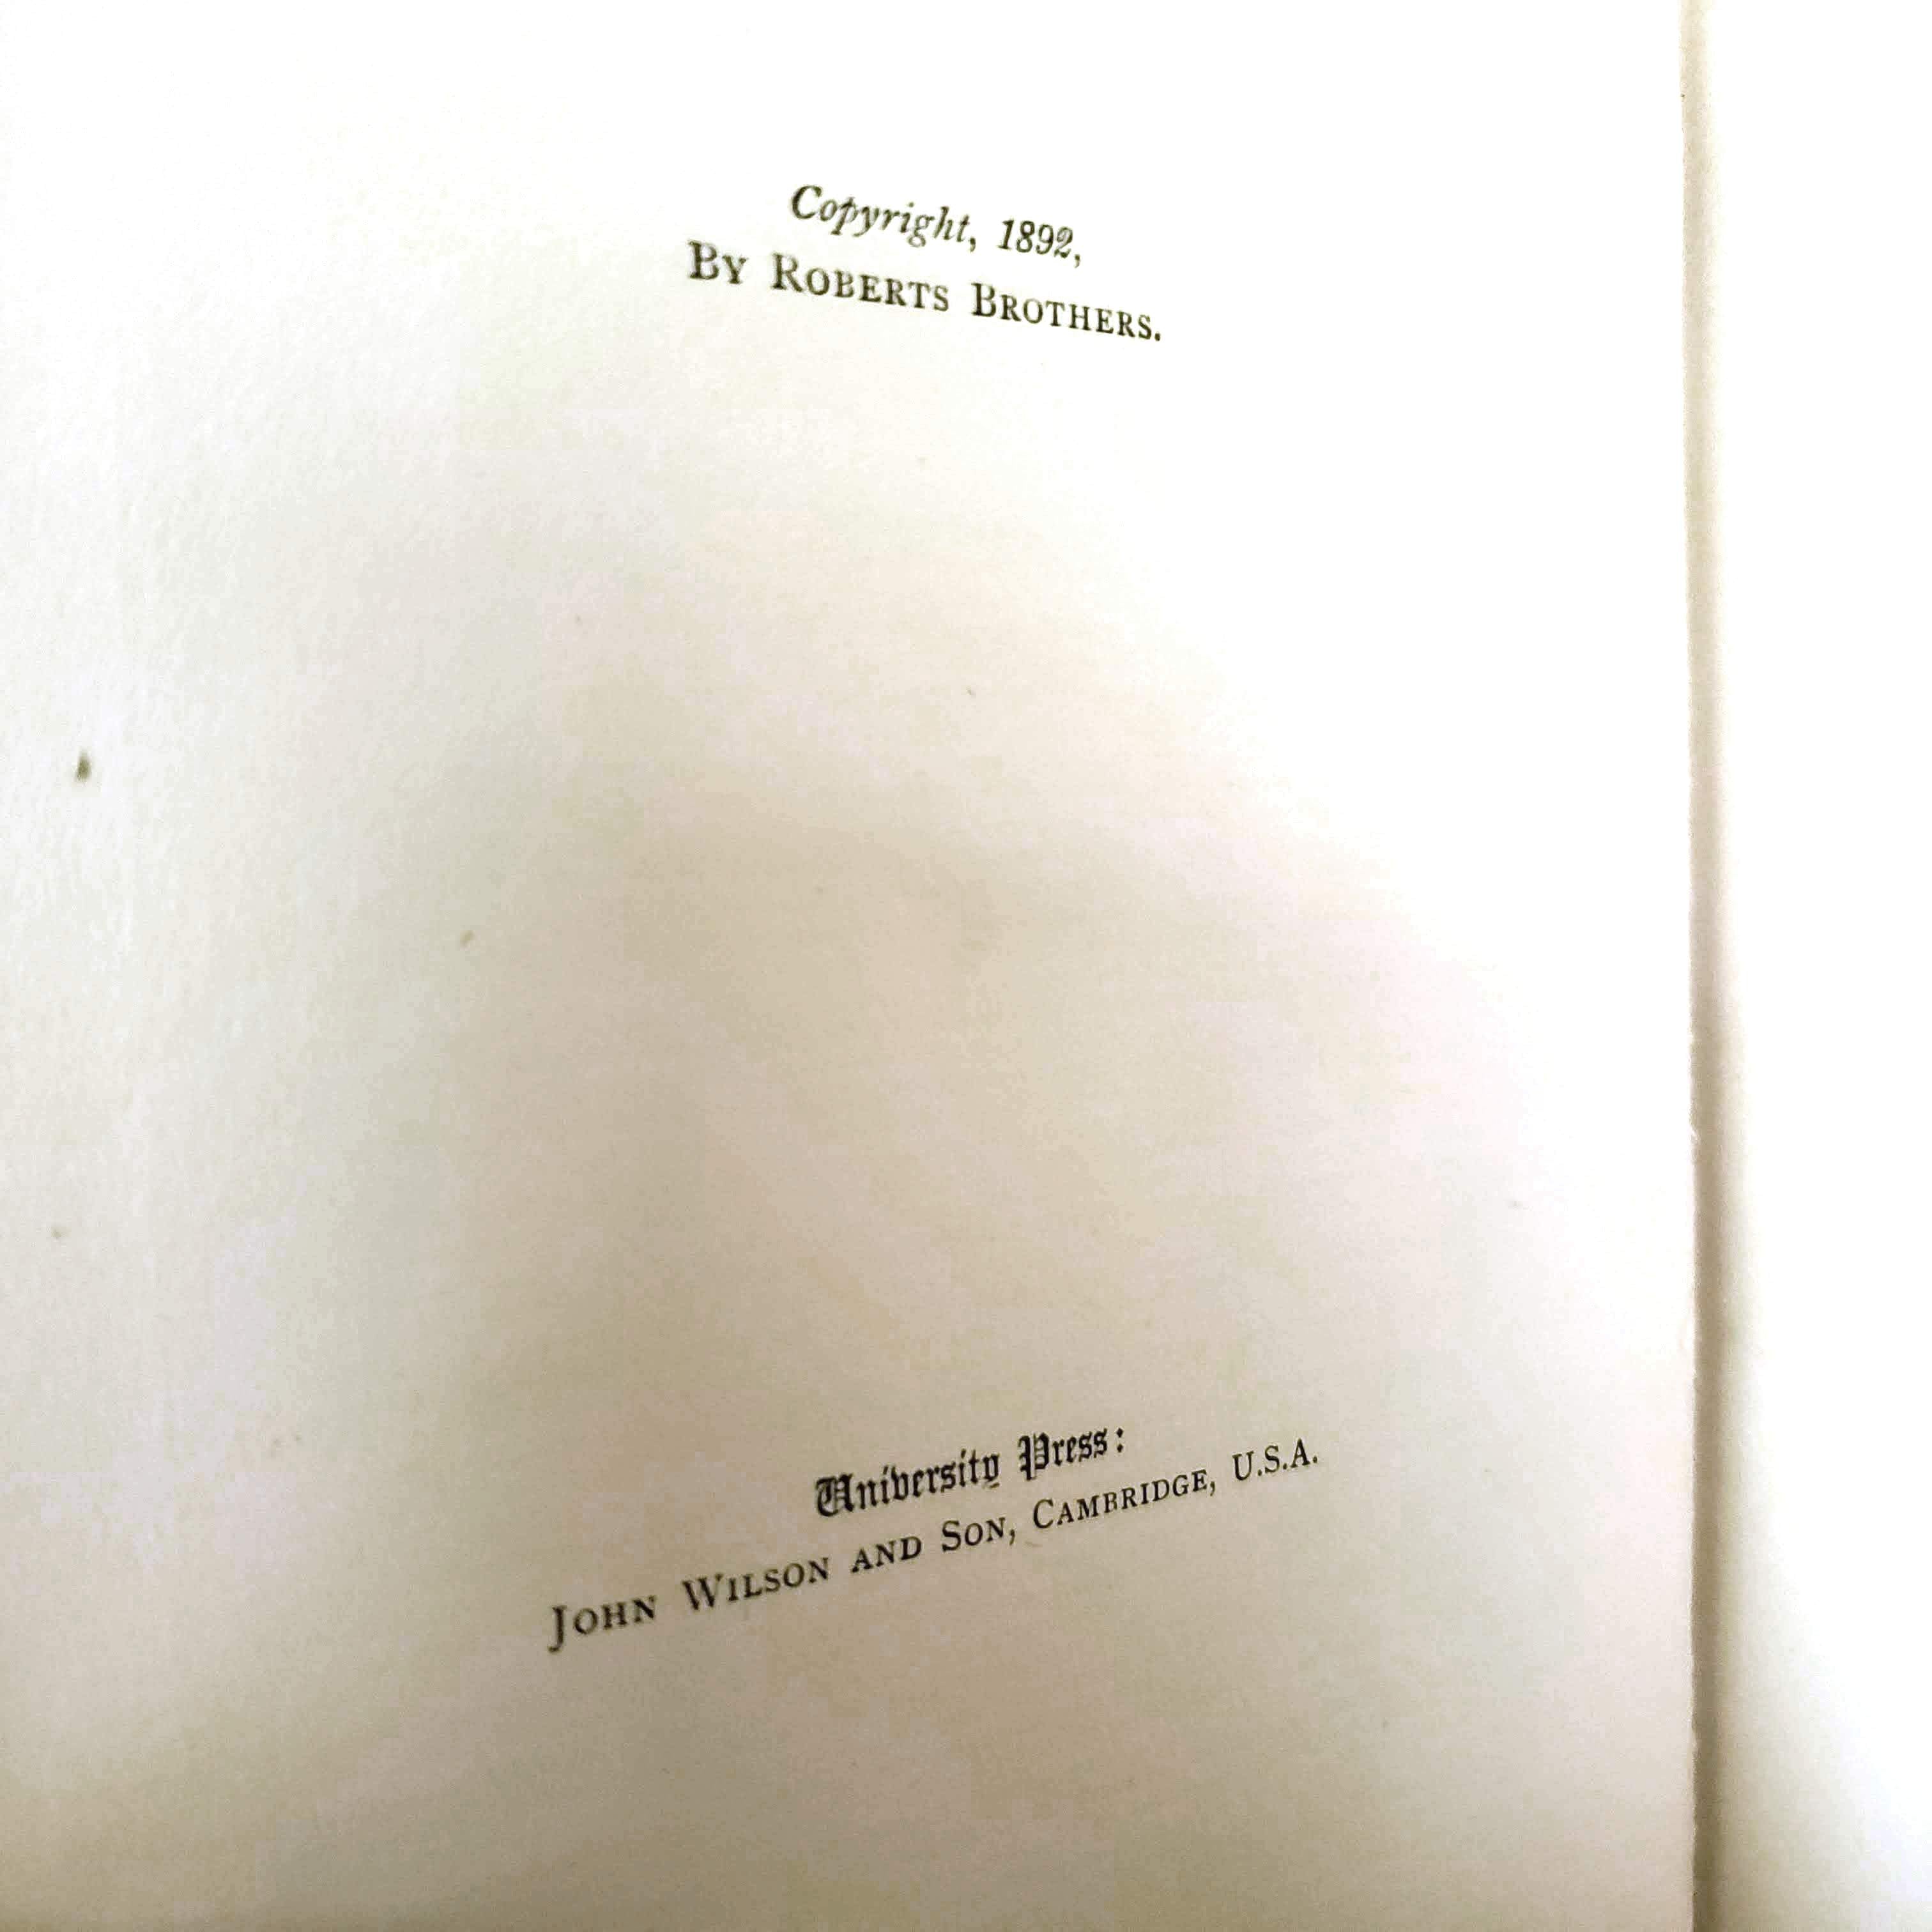 Copyright, 1892,
By Roberts Brothers.
University Press:
John Wilson and Son, Cambridge, U.S.A.